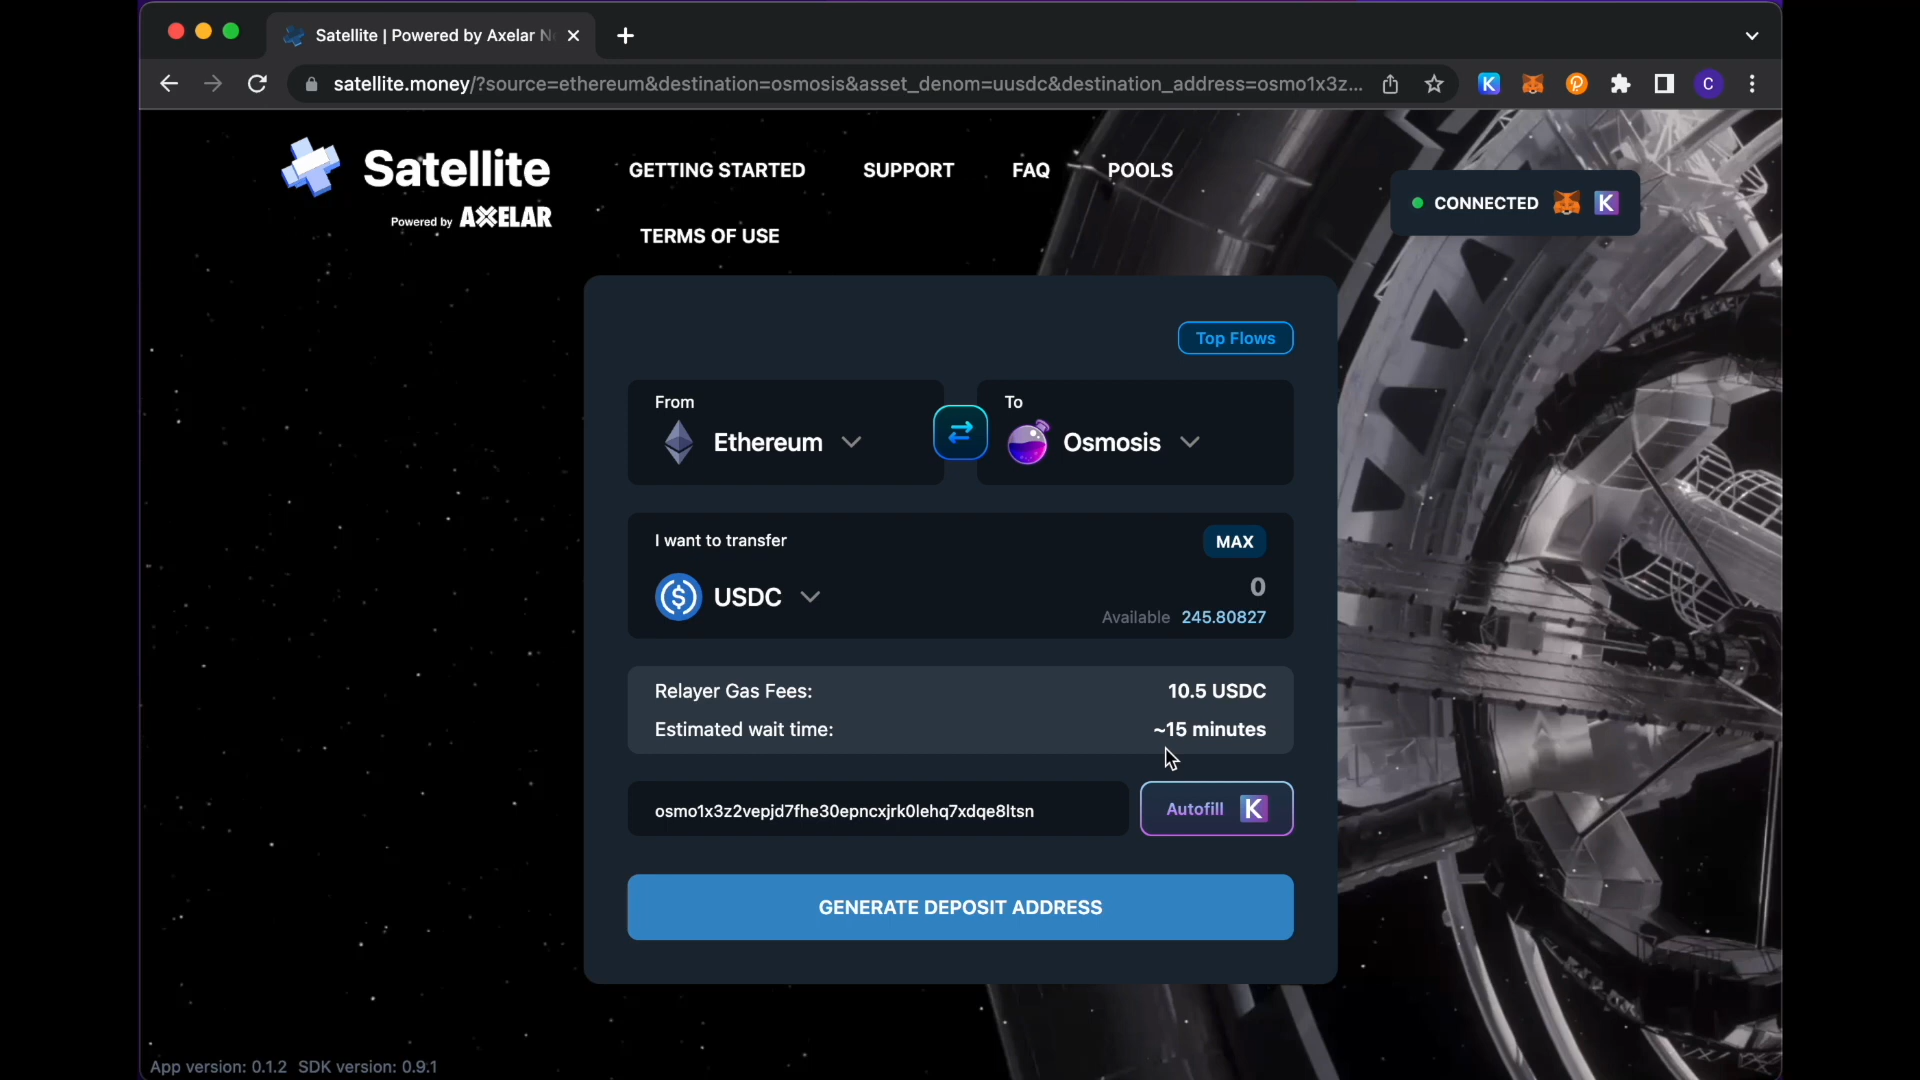 Satellite | Powered by Axelar N
satellite.money/?source=ethereum&destination=osmosis&asset_denom=uusdc&destination_address=osmo1x3z...
K
C
Satellite
Powered by AXELAR
GETTING STARTED
SUPPORT
FAQ
POOLS
TERMS OF USE
CONNECTED
K
Top Flows
From
Ethereum
To
Osmosis
I want to transfer
MAX
USDC
0
Available 245.80827
Relayer Gas Fees:
10.5 USDC
Estimated wait time:
~15 minutes
osmo1x3z2vepjd7fhe30epncxjrk0lehq7xdqe8ltsn
Autofill K
GENERATE DEPOSIT ADDRESS
App version: 0.1.2 SDK version: 0.9.1